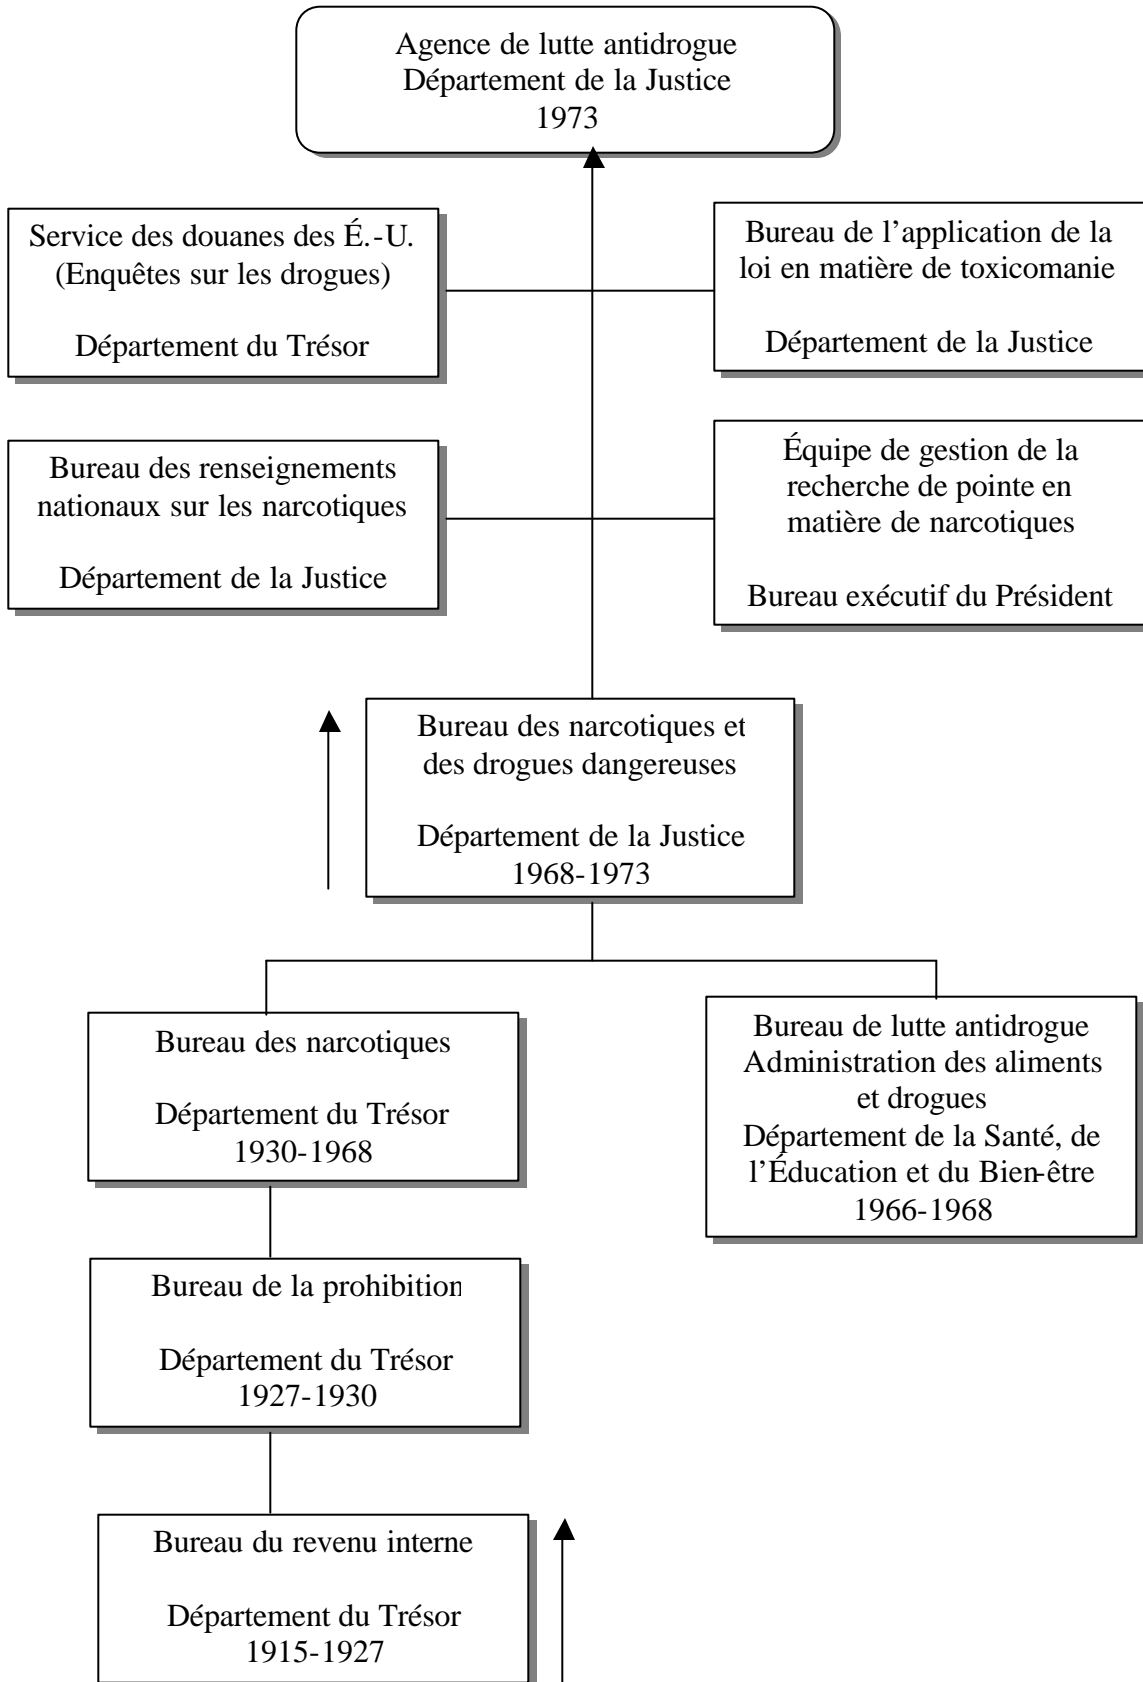 Agence de lutte antidrogue
Département de la Justice
1973
Service des douanes des É.-U.
(Enquêtes sur les drogues)
Département du Trésor
Bureau de l’application de la
loi en matière de toxicomanie
Département de la Justice
Bureau des renseignements
nationaux sur les narcotiques
Département de la Justice
Équipe de gestion de la
recherche de pointe en
matière de narcotiques
Bureau exécutif du Président
Bureau des narcotiques et
des drogues dangereuses
Département de la Justice
1968-1973
Bureau des narcotiques
Département du Trésor
1930-1968
Bureau de lutte antidrogue
Administration des aliments
et drogues
Département de la Santé, de
l’Éducation et du Bien-être
1966-1968
Bureau de la prohibition
Département du Trésor
1927-1930
Bureau du revenu interne
Département du Trésor
1915-1927